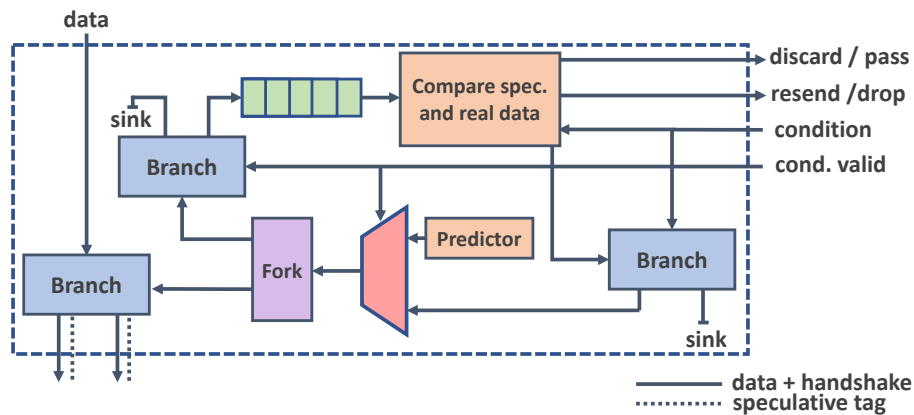 data
discard / pass
Compare spec.
and real data
resend /drop
sink
condition
Branch
cond. valid
Predictor
Branch
Fork
Branch
sink
data + handshake
speculative tag